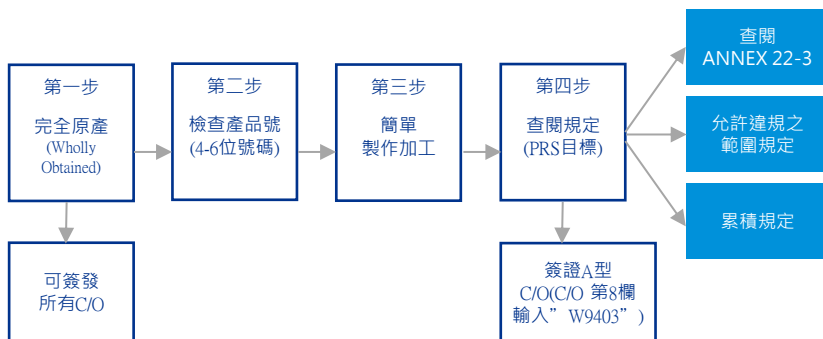 第一步
完全原產
(Wholly
Obtained)
第二步
檢查產品號
(4-6位號碼)
第三步
簡單
製作加工
第四步
查閱規定
(PRS目標)
查閱
ANNEX 22-3
允許違規之
範圍規定
累積規定
可簽發
所有C/O
簽證A型
C/O(C/O 第8欄
輸入”W9403”)